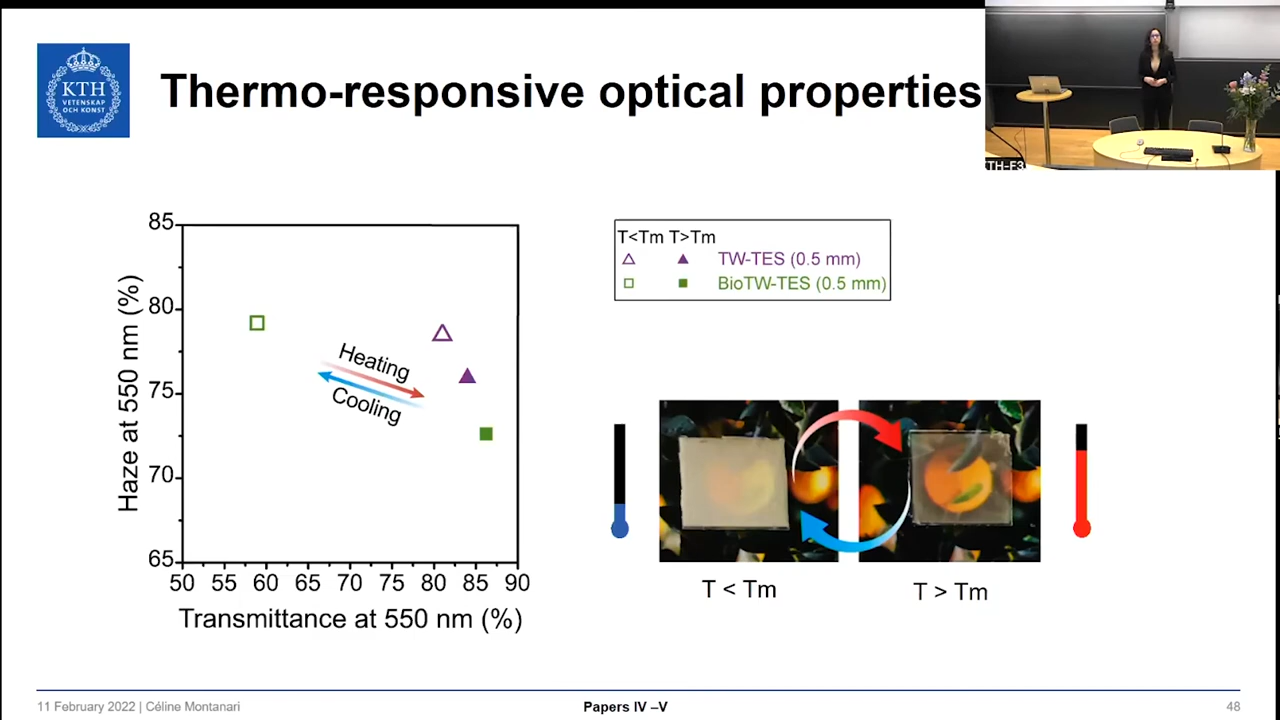 KTH
VETENSKAP
OCH KONST
Thermo-responsive optical properties
KTH-F3
Haze at 550 nm (%)
85
80
75
70
65
Heating
Cooling
50 55 60 65 70 75 80 85 90
Transmittance at 550 nm (%)
T<Tm T>Tm
TW-TES (0.5 mm)
BioTW-TES (0.5 mm)
T < Tm
T > Tm
11 February 2022 | Céline Montanari
Papers IV –V
48